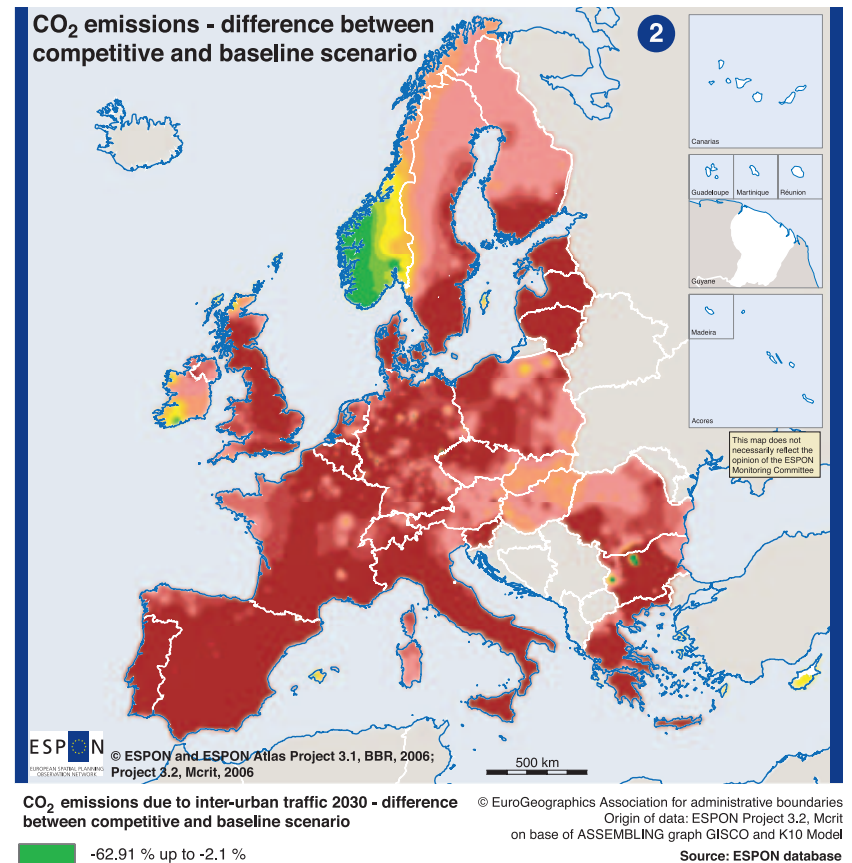 CO2 emissions - difference between
competitive and baseline scenario
2
Canarias
Guadeloupe
Martinique
Réunion
Guyane
Madeira
Acores
This map does not
necessarily reflect the
opinion of the ESPON
Monitoring Committee
ESPON
EUROPEAN SPATIAL PLANNING
OBSERVATION NETWORK
© ESPON and ESPON Atlas Project 3.1, BBR, 2006;
Project 3.2, Mcrit, 2006
500 km
CO2 emissions due to inter-urban traffic 2030 - difference
between competitive and baseline scenario
-62.91 % up to -2.1 %
© EuroGeographics Association for administrative boundaries
Origin of data: ESPON Project 3.2, Mcrit
on base of ASSEMBLING graph GISCO and K10 Model
Source: ESPON database